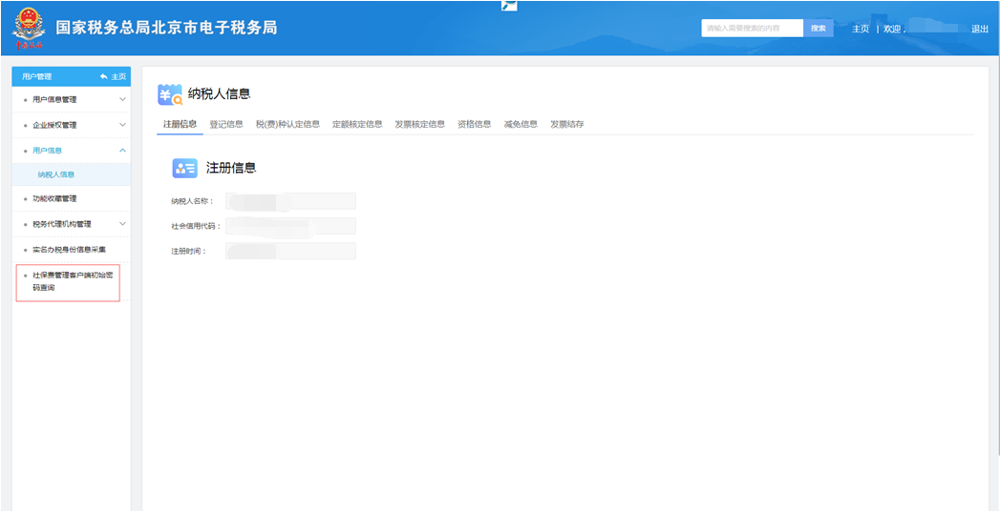 国家税务总局北京市电子税务局
请输入需要搜索的内容
搜索
主页 | 欢迎，
退出
用户管理
主页
用户信息管理
企业授权管理
用户信息
纳税人信息
功能收藏管理
税务代理机构管理
实名办税身份信息采集
社保费管理客户端初始密
码查询
纳税人信息
注册信息 登记信息 税(费)种认定信息 定额核定信息 发票核定信息 资格信息 减免信息 发票结存
注册信息
纳税人名称：
社会信用代码：
注册时间：